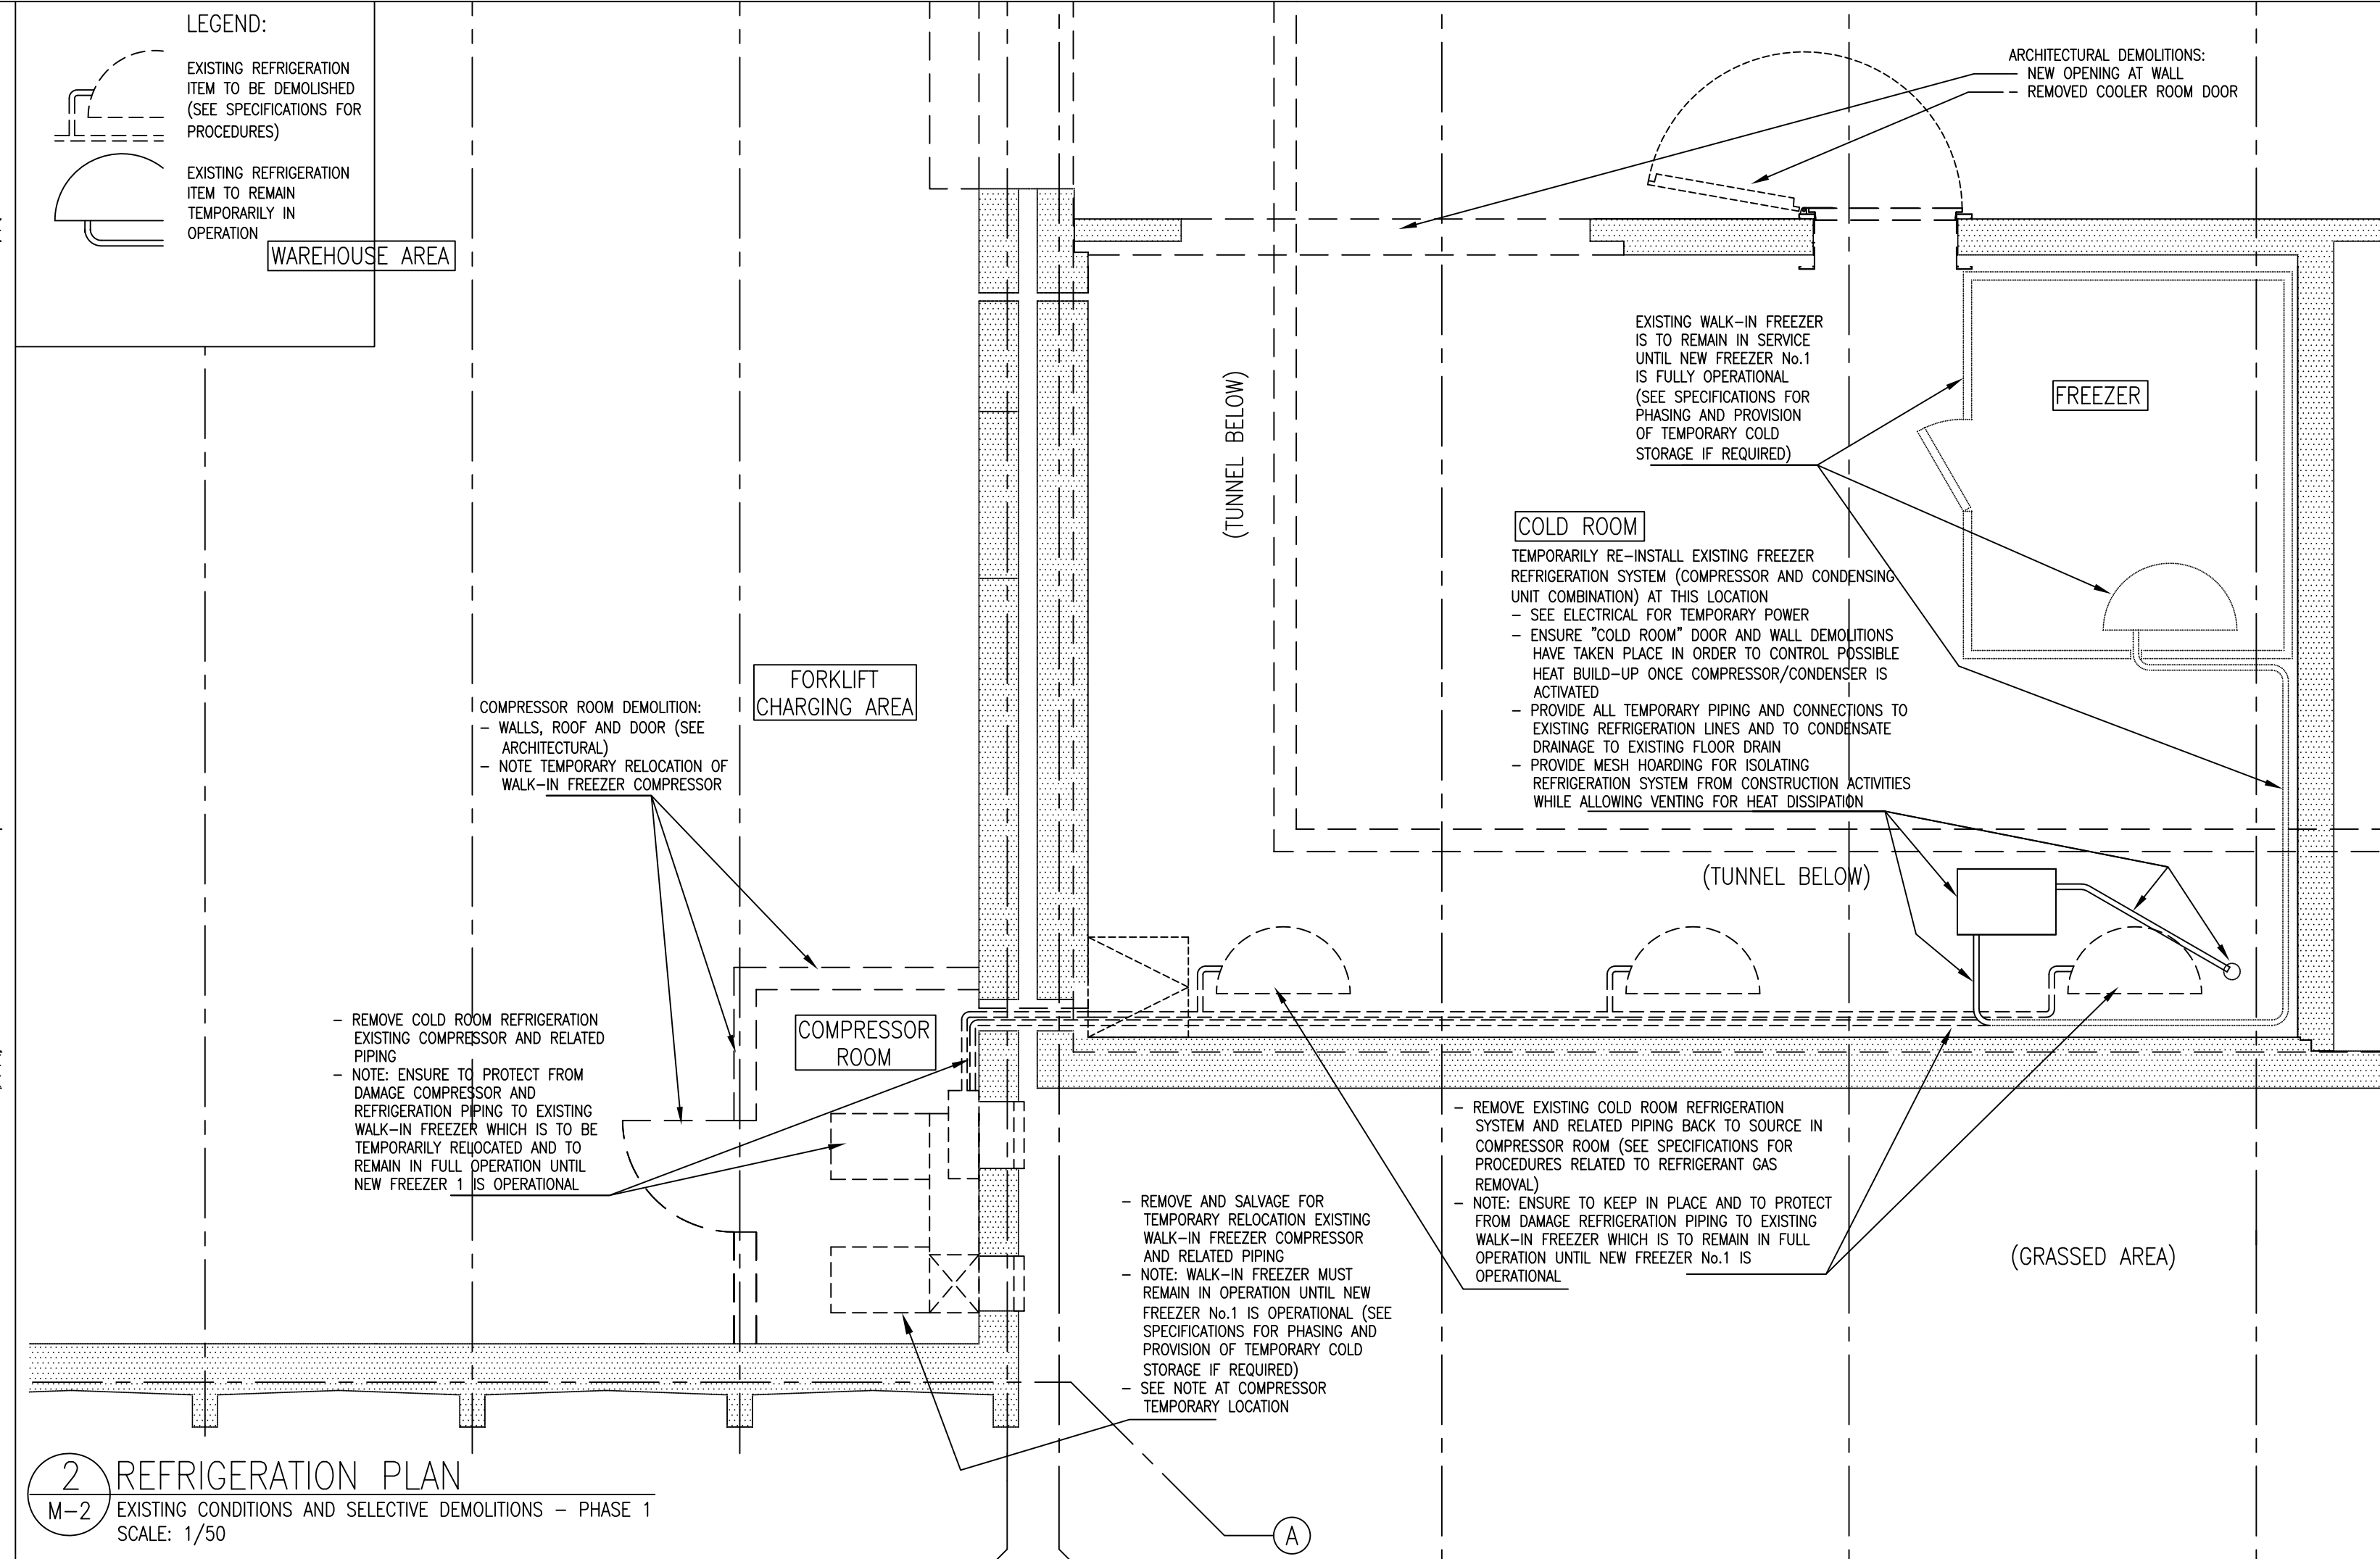 LEGEND:
EXISTING REFRIGERATION
ITEM TO BE DEMOLISHED
(SEE SPECIFICATIONS FOR
PROCEDURES)
EXISTING REFRIGERATION
ITEM TO REMAIN
TEMPORARILY IN
OPERATION
WAREHOUSE AREA
ARCHITECTURAL DEMOLITIONS:
- NEW OPENING AT WALL
- REMOVED COOLER ROOM DOOR
EXISTING WALK-IN FREEZER
IS TO REMAIN IN SERVICE
UNTIL NEW FREEZER No.1
IS FULLY OPERATIONAL
(SEE SPECIFICATIONS FOR
PHASING AND PROVISION
OF TEMPORARY COLD
STORAGE IF REQUIRED)
FREEZER
(TUNNEL BELOW)
COLD ROOM
TEMPORARILY RE-INSTALL EXISTING FREEZER
REFRIGERATION SYSTEM (COMPRESSOR AND CONDENSING
UNIT COMBINATION) AT THIS LOCATION
- SEE ELECTRICAL FOR TEMPORARY POWER
- ENSURE "COLD ROOM" DOOR AND WALL DEMOLITIONS
HAVE TAKEN PLACE IN ORDER TO CONTROL POSSIBLE
HEAT BUILD-UP ONCE COMPRESSOR/CONDENSER IS
ACTIVATED
- PROVIDE ALL TEMPORARY PIPING AND CONNECTIONS TO
EXISTING REFRIGERATION LINES AND TO CONDENSATE
DRAINAGE TO EXISTING FLOOR DRAIN
- PROVIDE MESH HOARDING FOR ISOLATING
REFRIGERATION SYSTEM FROM CONSTRUCTION ACTIVITIES
WHILE ALLOWING VENTING FOR HEAT DISSIPATION
FORKLIFT
CHARGING AREA
COMPRESSOR ROOM DEMOLITION:
- WALLS, ROOF AND DOOR (SEE
ARCHITECTURAL)
- NOTE TEMPORARY RELOCATION OF
WALK-IN FREEZER COMPRESSOR
(TUNNEL BELOW)
COMPRESSOR
ROOM
- REMOVE COLD ROOM REFRIGERATION
EXISTING COMPRESSOR AND RELATED
PIPING
- NOTE: ENSURE TO PROTECT FROM
DAMAGE COMPRESSOR AND
REFRIGERATION PIPING TO EXISTING
WALK-IN FREEZER WHICH IS TO BE
TEMPORARILY RELOCATED AND TO
REMAIN IN FULL OPERATION UNTIL
NEW FREEZER 1 IS OPERATIONAL
- REMOVE AND SALVAGE FOR
TEMPORARY RELOCATION EXISTING
WALK-IN FREEZER COMPRESSOR
AND RELATED PIPING
- NOTE: WALK-IN FREEZER MUST
REMAIN IN OPERATION UNTIL NEW
FREEZER No.1 IS OPERATIONAL (SEE
SPECIFICATIONS FOR PHASING AND
PROVISION OF TEMPORARY COLD
STORAGE IF REQUIRED)
- SEE NOTE AT COMPRESSOR
TEMPORARY LOCATION
- REMOVE EXISTING COLD ROOM REFRIGERATION
SYSTEM AND RELATED PIPING BACK TO SOURCE IN
COMPRESSOR ROOM (SEE SPECIFICATIONS FOR
PROCEDURES RELATED TO REFRIGERANT GAS
REMOVAL)
- NOTE: ENSURE TO KEEP IN PLACE AND TO PROTECT
FROM DAMAGE REFRIGERATION PIPING TO EXISTING
WALK-IN FREEZER WHICH IS TO REMAIN IN FULL
OPERATION UNTIL NEW FREEZER No.1 IS
OPERATIONAL
(GRASSED AREA)
2
M-2
REFRIGERATION PLAN
EXISTING CONDITIONS AND SELECTIVE DEMOLITIONS - PHASE 1
SCALE: 1/50
A